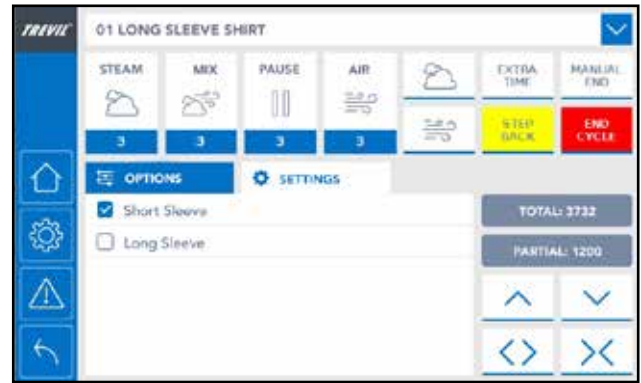 TREVIL
01 LONG SLEEVE SHIRT
STEAM
MIX
PAUSE
AIR
EXTRA
TIME
MANUAL
END
3
3
3
3
STEP
BACK
END
CYCLE
OPTIONS
SETTINGS
Short Sleeve
Long Sleeve
TOTAL: 3732
PARTIAL: 1200